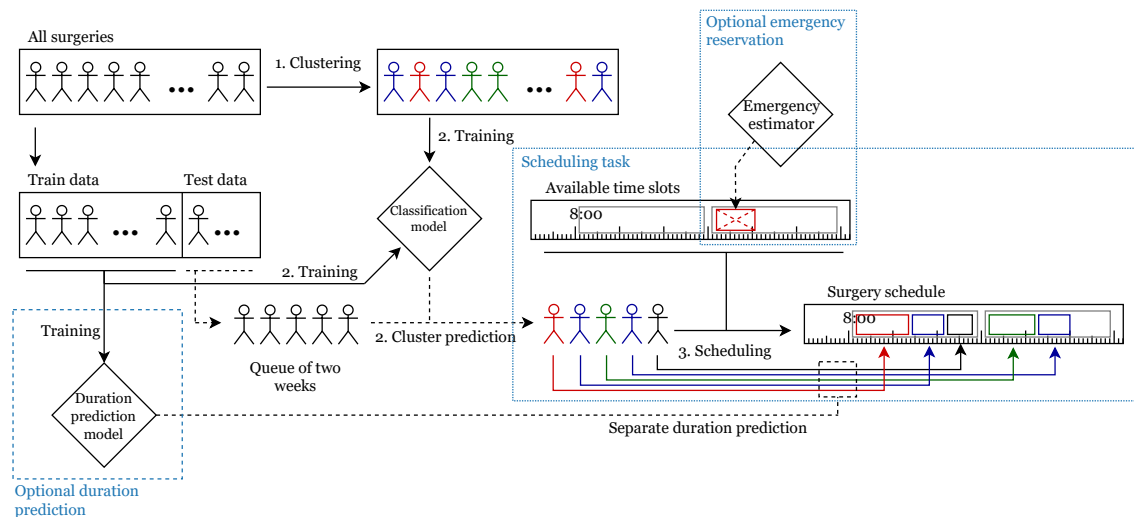 All surgeries
1. Clustering
Optional emergency
reservation
Emergency
estimator
2. Training
Scheduling task
Train data
Test data
Available time slots
Classification
model
8:00
2. Training
Surgery schedule
8:00
Training
2. Cluster prediction
3. Scheduling
Queue of two
weeks
Duration
prediction
model
Separate duration prediction
Optional duration
prediction